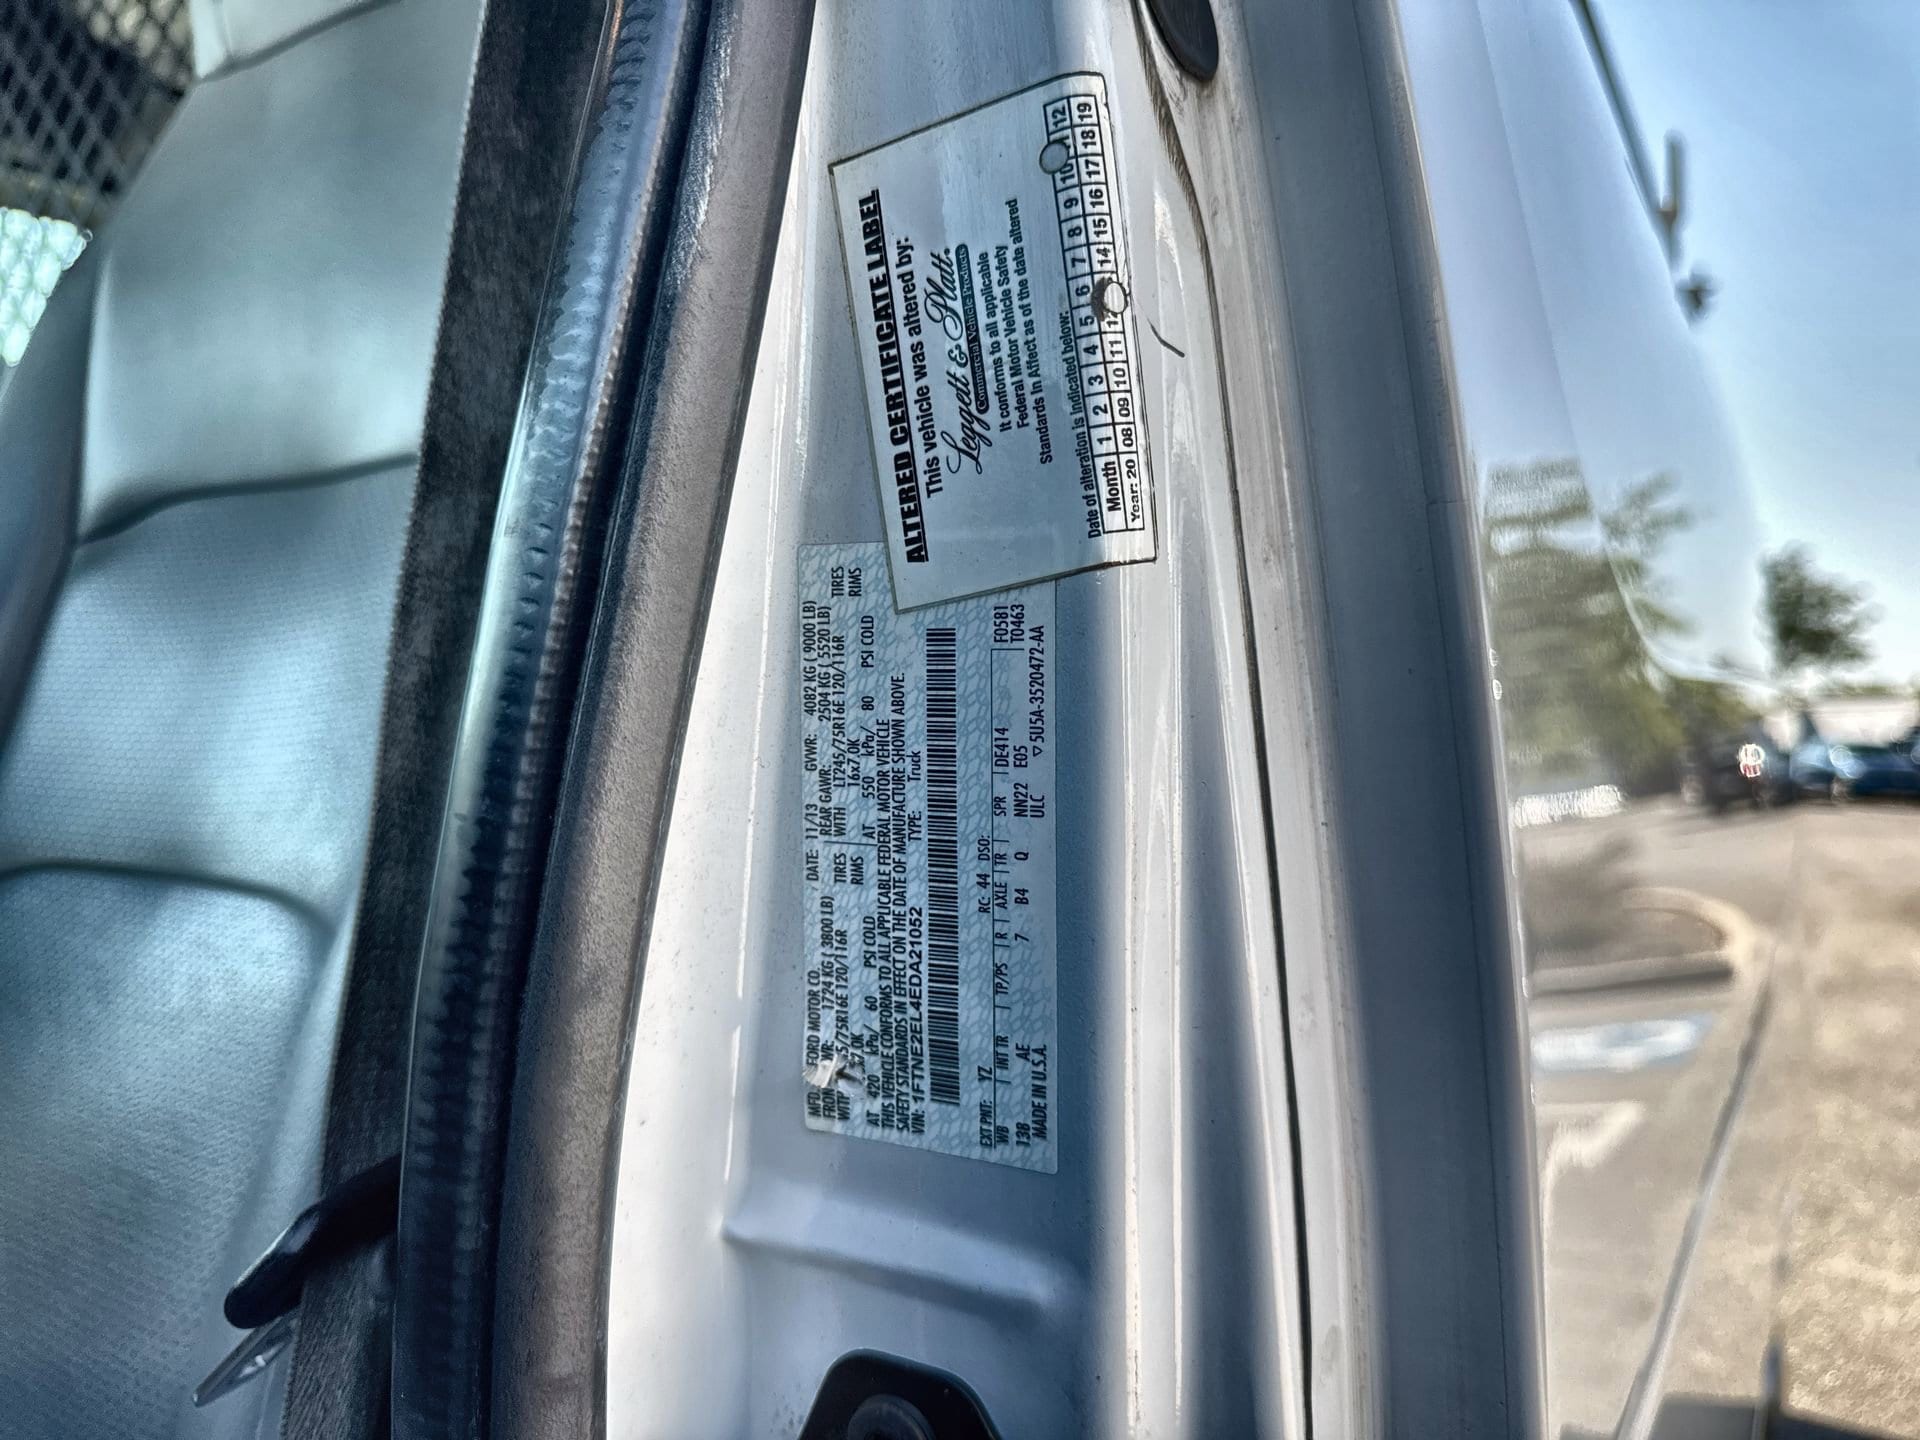 ALTERED CERTIFICATE LABEL
This vehicle was altered by:
Leggett & Platt.
Commercial Vehicle Products
It conforms to all applicable
Federal Motor Vehicle Safety
Standards In Affect as of the date altered
Date of alteration is indicated below:
Month 1 2 3 4 5 6 7 8 9 10 12
Year: 20 08 09 10 11 14 15 16 17 18 19
MFD. FORD MOTOR CO. DATE: 11/13 GVWR: 4082 KG ( 9000 LB)
FRON WR: 1724 KG ( 3800 LB) REAR GAWR: 2504 KG ( 5520 LB)
WITH 5/75R16E 120/116R TIRES WITH LT245/75R16E 120/116R TIRES
RIMS 16x7.0K RIMS
AT 420 kPa/ 60 PSI COLD AT 550 kPa/ 80 PSI COLD
THIS VEHICLE CONFORMS TO ALL APPLICABLE FEDERAL MOTOR VEHICLE
SAFETY STANDARDS IN EFFECT ON THE DATE OF MANUFACTURE SHOWN ABOVE.
VIN: 1FTNE2EL4EDA21052 TYPE: Truck
EXT PNT: YZ RC: 44 DSO: F0581
WB INT TR TP/PS R AXLE TR SPR DE414 T0463
138 AE 7 B4 Q NN22 E05
MADE IN U.S.A. ULC ▽5U5A-3520472-AA